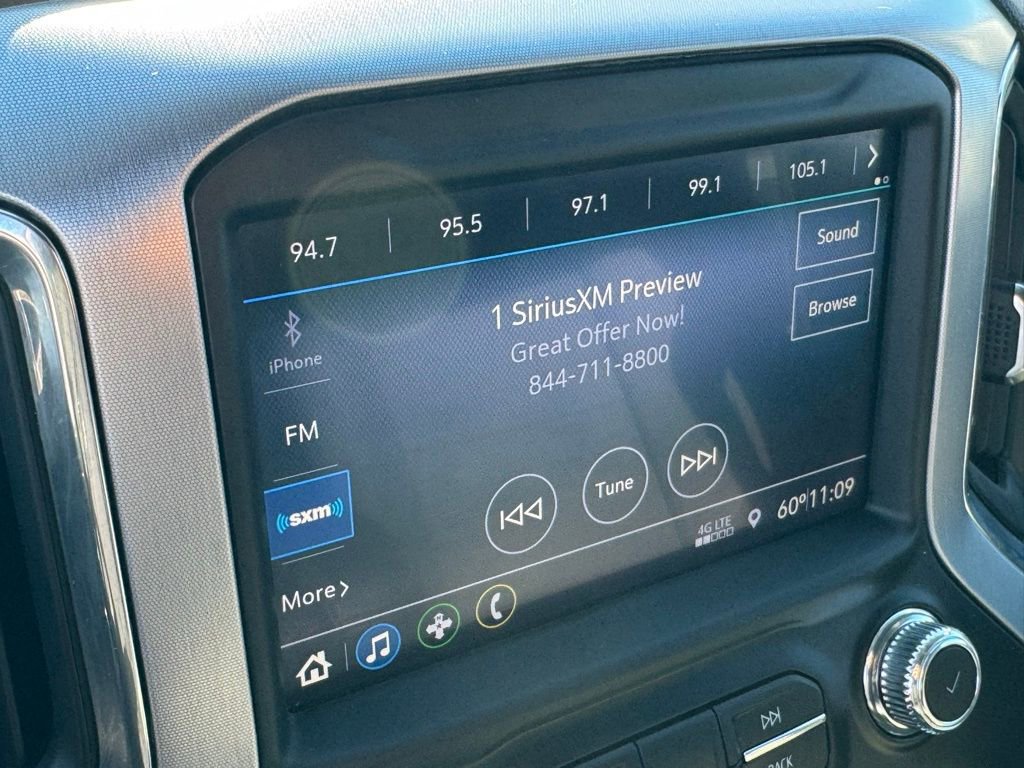 94.7
95.5
97.1
99.1
105.1
Sound
Browse
1 SiriusXM Preview
Great Offer Now!
844-711-8800
iPhone
FM
sxm
More
Tune
4G LTE
60° 11:09
BACK